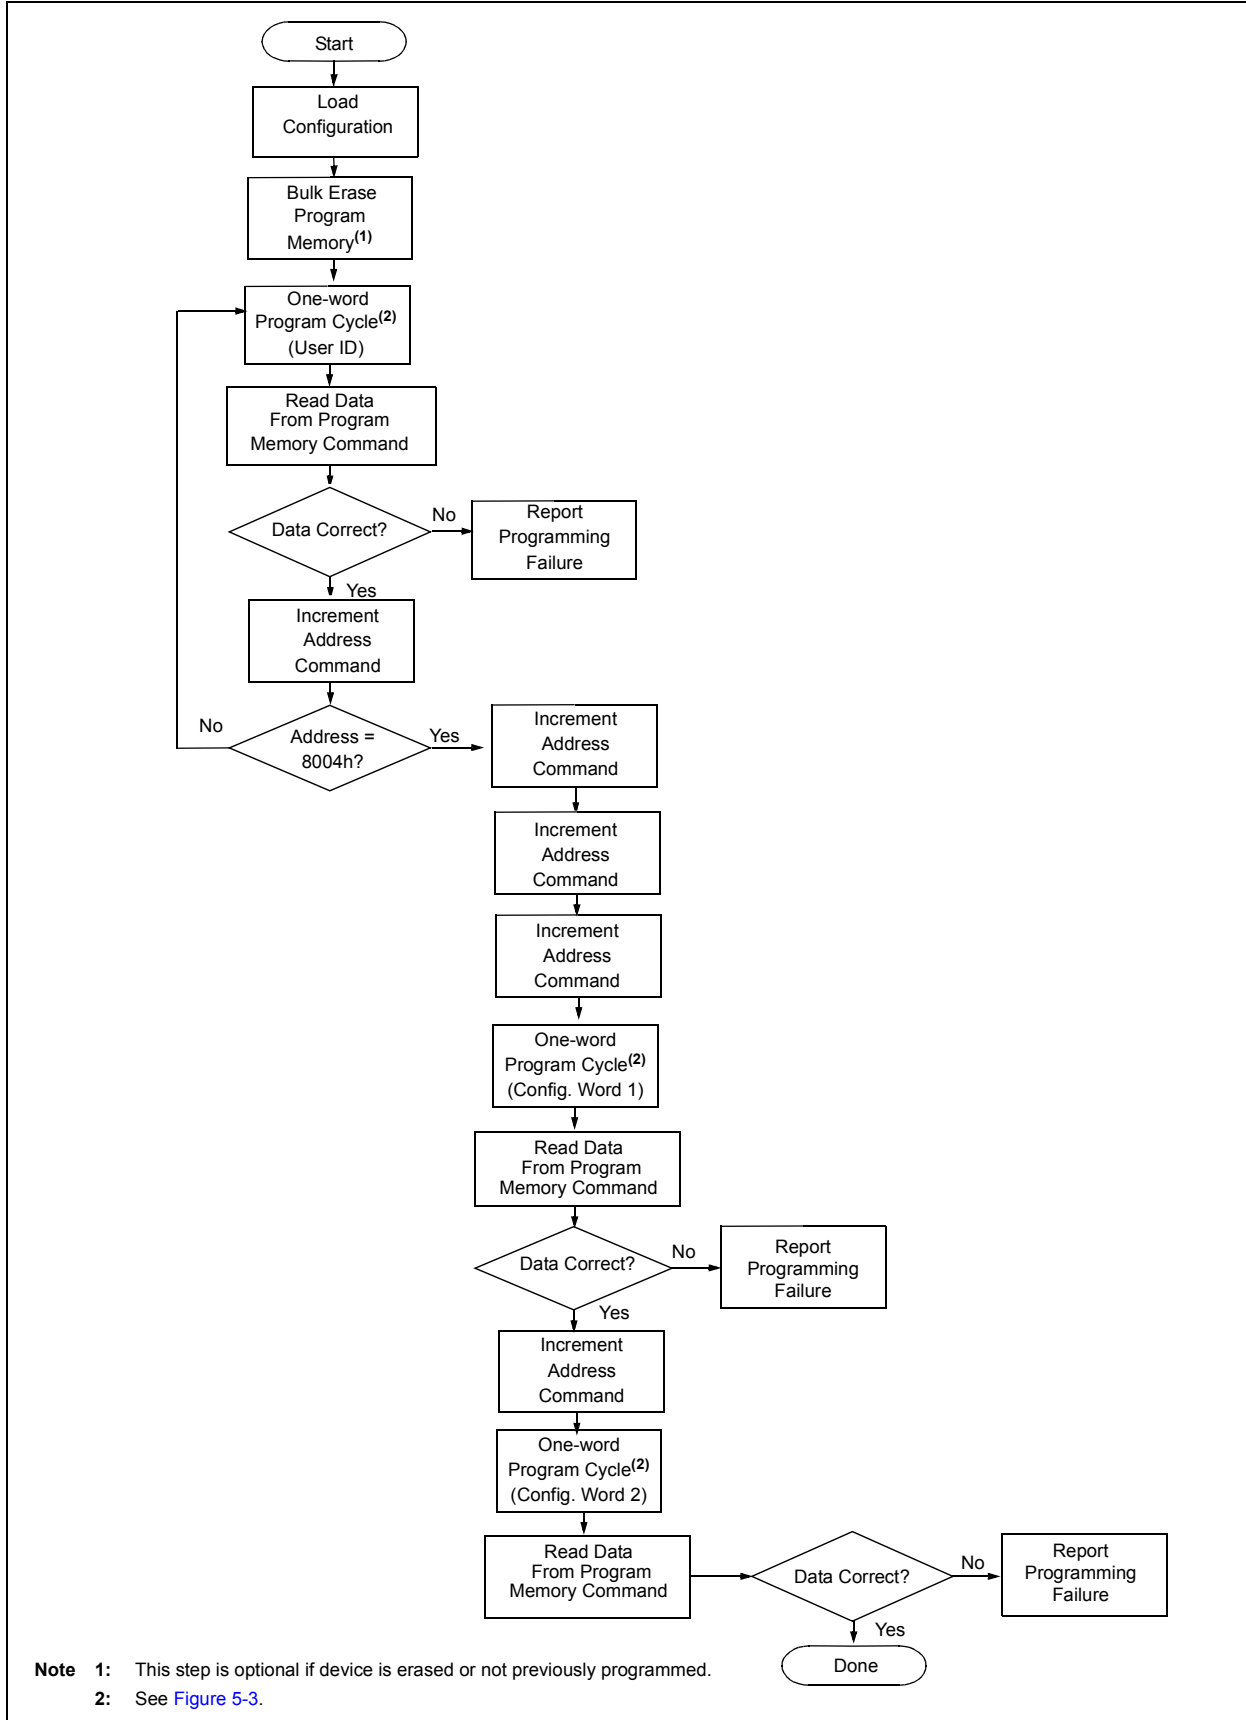 Start
Load
Configuration
Bulk Erase
Program
Memory(1)
One-word
Program Cycle(2)
(User ID)
Read Data
From Program
Memory Command
Data Correct?
No
Report
Programming
Failure
Yes
Increment
Address
Command
No
Address =
8004h?
Yes
Increment
Address
Command
Increment
Address
Command
Increment
Address
Command
One-word
Program Cycle(2)
(Config. Word 1)
Read Data
From Program
Memory Command
Data Correct?
No
Report
Programming
Failure
Yes
Increment
Address
Command
One-word
Program Cycle(2)
(Config. Word 2)
Read Data
From Program
Memory Command
Data Correct?
No
Report
Programming
Failure
Yes
Done
Note 1: This step is optional if device is erased or not previously programmed.
2: See Figure 5-3.